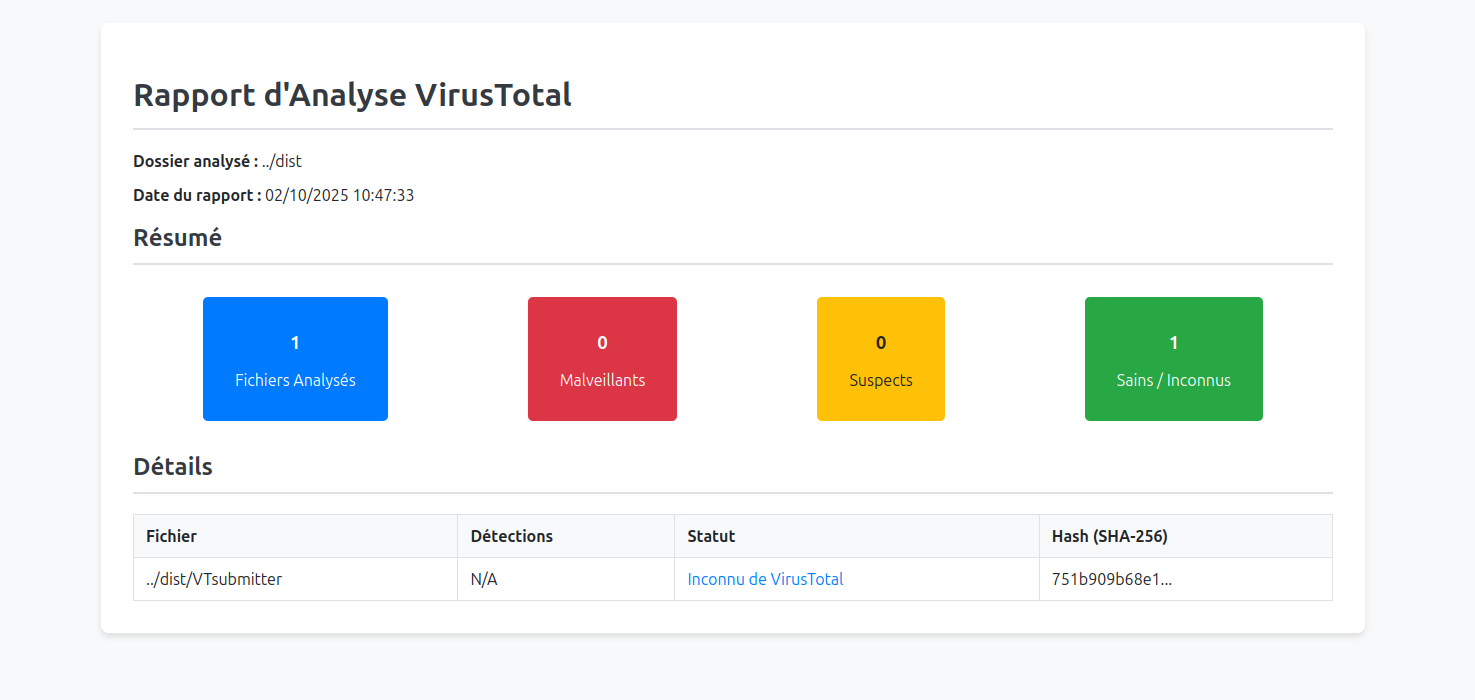 Rapport d'Analyse VirusTotal
Dossier analysé : ../dist
Date du rapport : 02/10/2025 10:47:33
Résumé
1
Fichiers Analysés
0
Malveillants
0
Suspects
1
Sains / Inconnus
Détails
Fichier Détections Statut Hash (SHA-256)
../dist/VTsubmitter N/A Inconnu de VirusTotal 751b909b68e1...